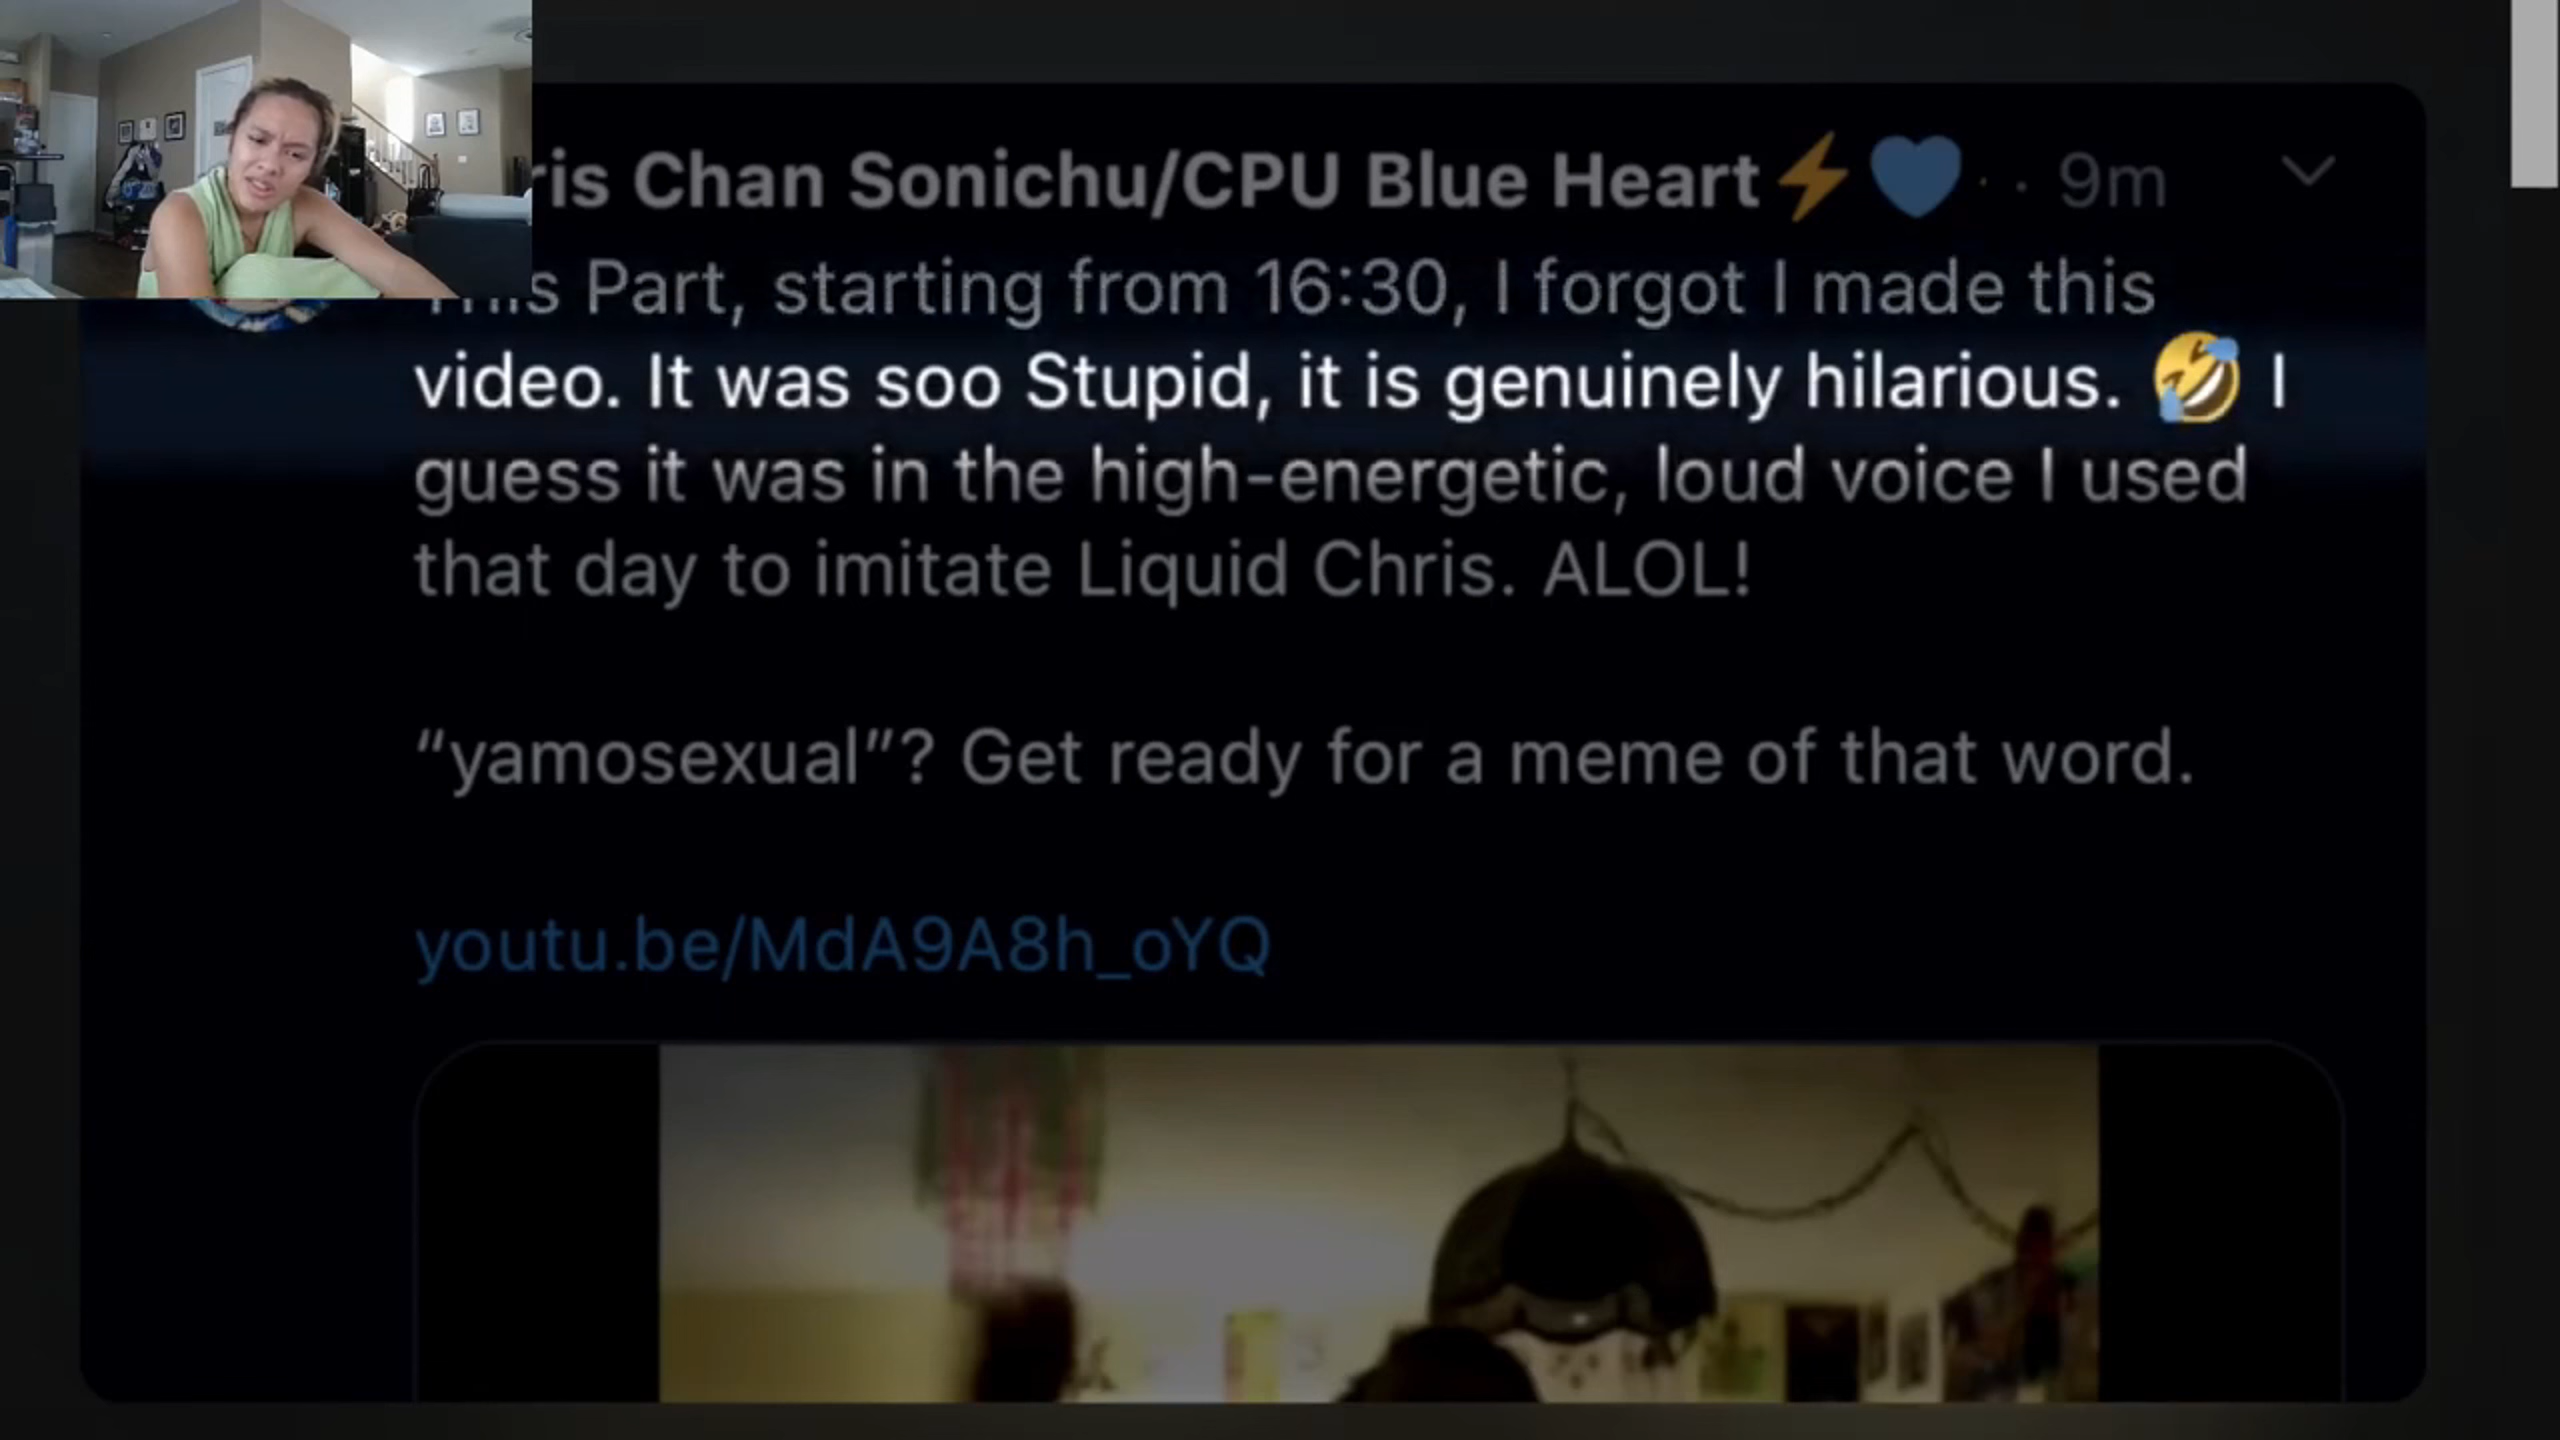 ris Chan Sonichu/CPU Blue Heart⚡💙 · · 9m
This Part, starting from 16:30, I forgot I made this
video. It was soo Stupid, it is genuinely hilarious. 🤣 I
guess it was in the high-energetic, loud voice I used
that day to imitate Liquid Chris. ALOL!
“yamosexual”? Get ready for a meme of that word.
youtu.be/MdA9A8h_oYQ